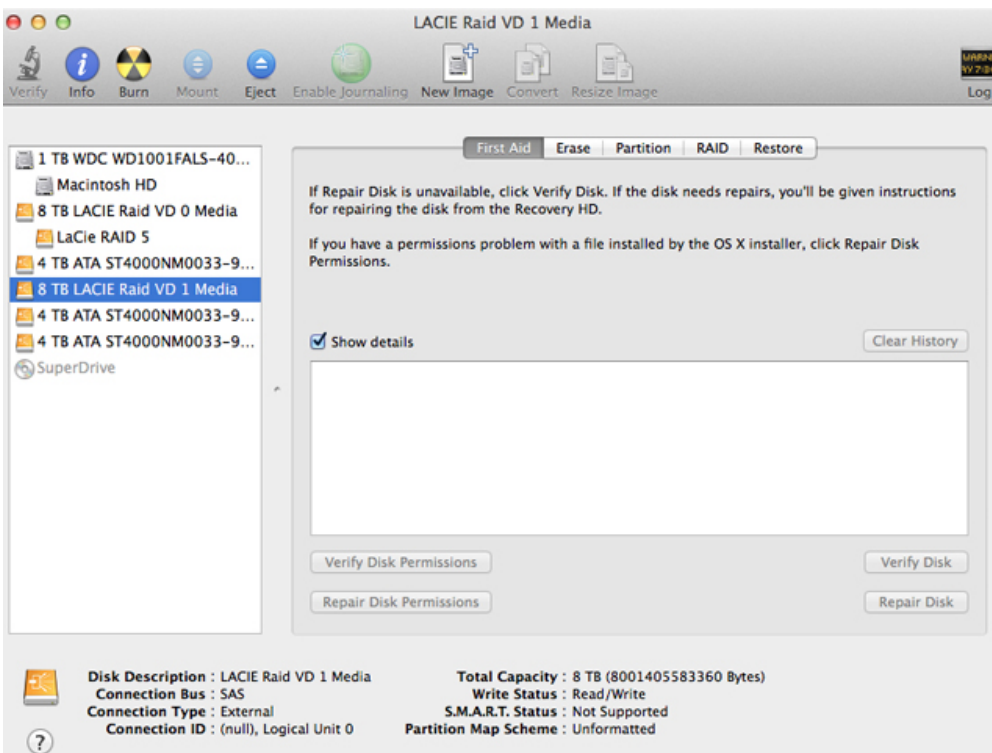 LACIE Raid VD 1 Media
Verify Info Burn Mount Eject Enable Journaling New Image Convert Resize Image Log
1 TB WDC WD1001FALS-40...
Macintosh HD
8 TB LACIE Raid VD 0 Media
LaCie RAID 5
4 TB ATA ST4000NM0033-9...
8 TB LACIE Raid VD 1 Media
4 TB ATA ST4000NM0033-9...
4 TB ATA ST4000NM0033-9...
SuperDrive
First Aid Erase Partition RAID Restore
If Repair Disk is unavailable, click Verify Disk. If the disk needs repairs, you'll be given instructions
for repairing the disk from the Recovery HD.
If you have a permissions problem with a file installed by the OS X installer, click Repair Disk
Permissions.
Show details Clear History
Verify Disk Permissions Verify Disk
Repair Disk Permissions Repair Disk
Disk Description : LACIE Raid VD 1 Media
Connection Bus : SAS
Connection Type : External
Connection ID : (null), Logical Unit 0
Total Capacity : 8 TB (8001405583360 Bytes)
Write Status : Read/Write
S.M.A.R.T. Status : Not Supported
Partition Map Scheme : Unformatted
?